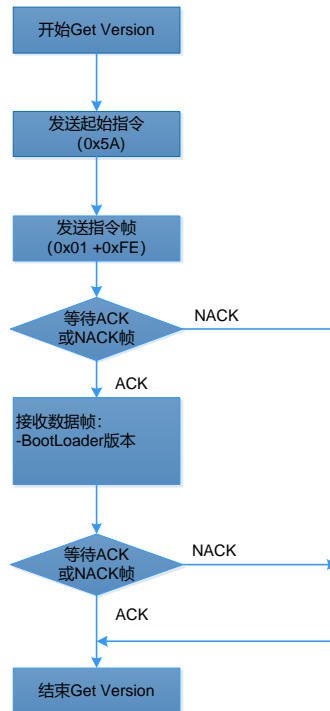 开始Get Version
发送起始指令
（0x5A)
发送指令帧
（0x01 +0xFE）
等待ACK
或NACK帧
NACK
ACK
接收数据帧：
-BootLoader版本
等待ACK
或NACK帧
NACK
ACK
结束Get Version